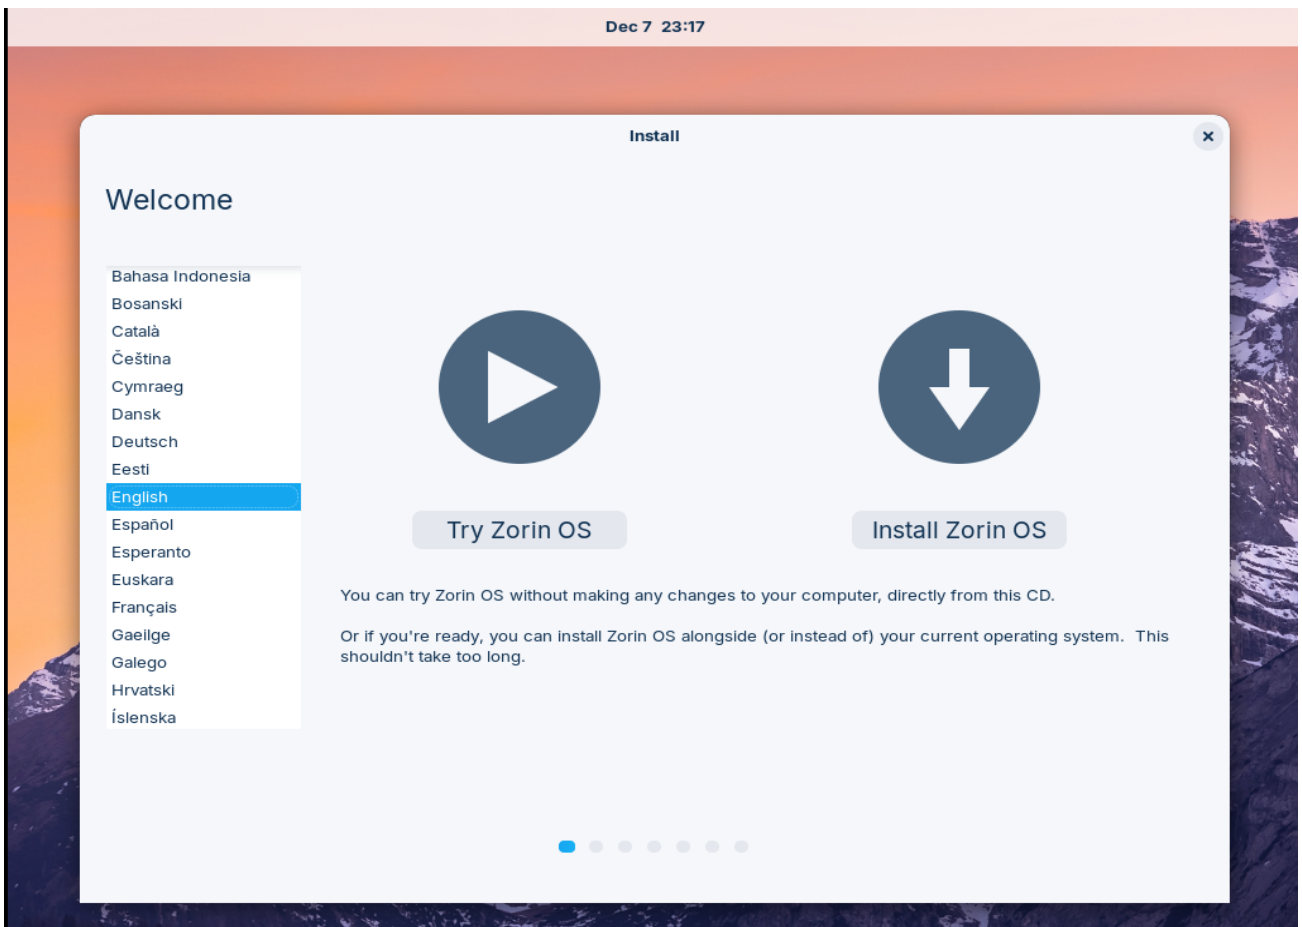 Dec 7  23:17
Install
Welcome
Bahasa Indonesia
Bosanski
Català
Čeština
Cymraeg
Dansk
Deutsch
Eesti
English
Español
Esperanto
Euskara
Français
Gaeilge
Galego
Hrvatski
Íslenska
Try Zorin OS
Install Zorin OS
You can try Zorin OS without making any changes to your computer, directly from this CD.
Or if you're ready, you can install Zorin OS alongside (or instead of) your current operating system.  This
shouldn't take too long.